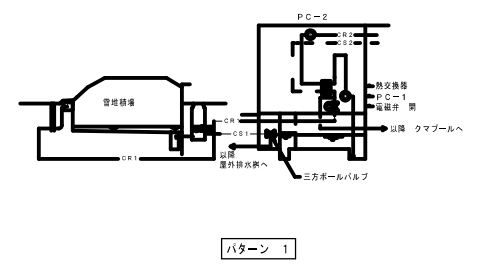 PC-2
CR2
CS2
熱交換器
PC-1
電磁弁 開
雪堆積場
CR1
CS1
以降 クマプールへ
CR1
以降
屋外排水桝へ
三方ボールバルブ
パターン 1